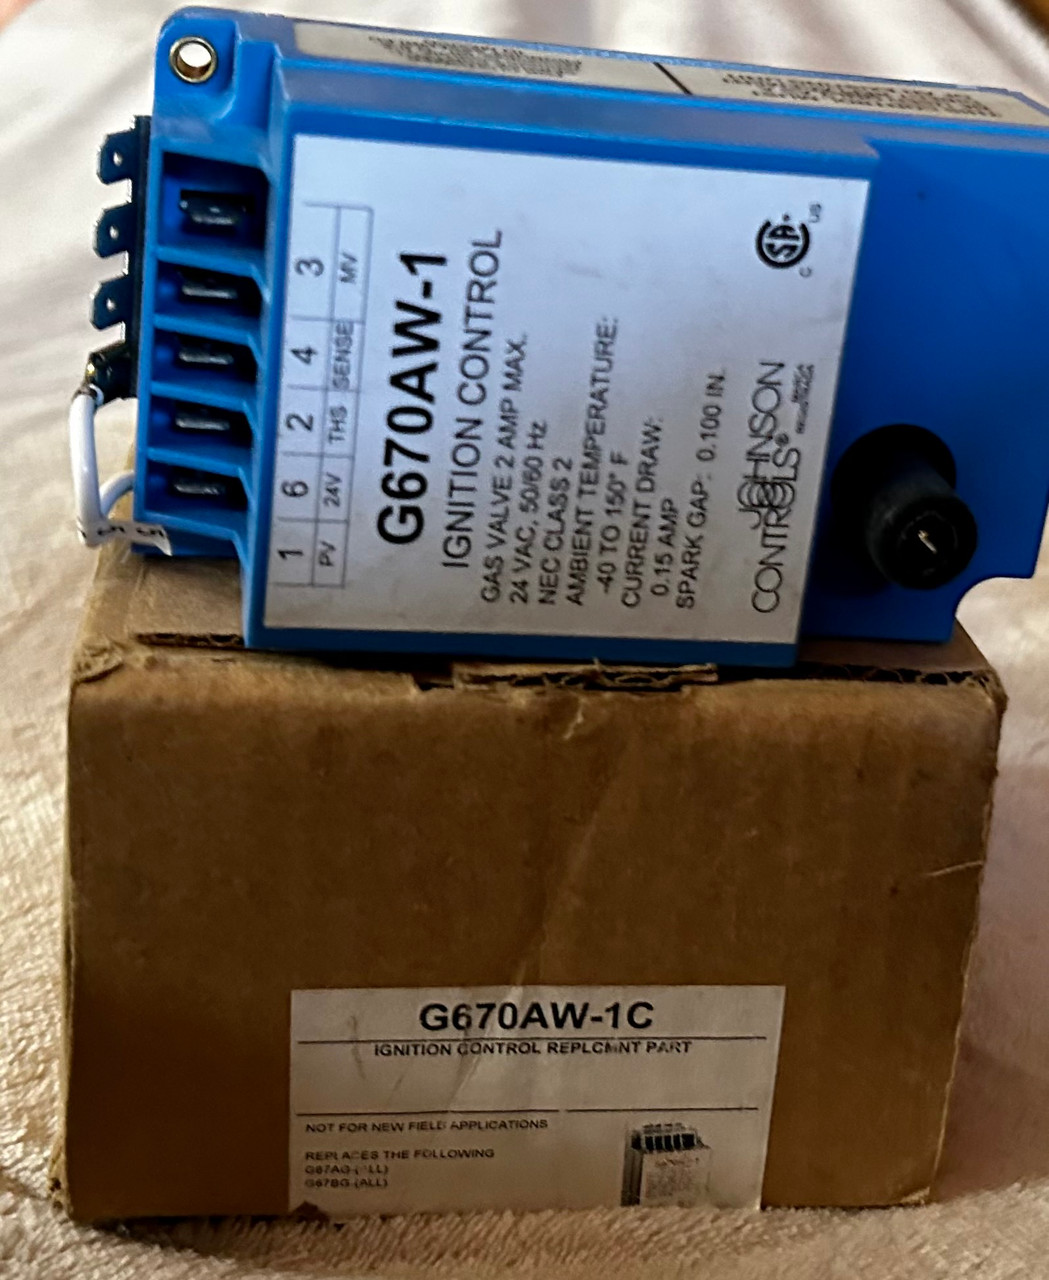 1 6 2 4 3
PV 24V THS SENSE MV
G670AW-1
IGNITION CONTROL
GAS VALVE 2 AMP MAX.
24 VAC, 50/60 Hz
NEC CLASS 2
AMBIENT TEMPERATURE:
-40 TO 150° F
CURRENT DRAW:
0.15 AMP
SPARK GAP: 0.100 IN.
JOHNSON
CONTROLS®
C SA® US
G670AW-1C
IGNITION CONTROL REPLCMNT PART
NOT FOR NEW FIELD APPLICATIONS
REPLACES THE FOLLOWING
G67AG-(ALL)
G67BG-(ALL)